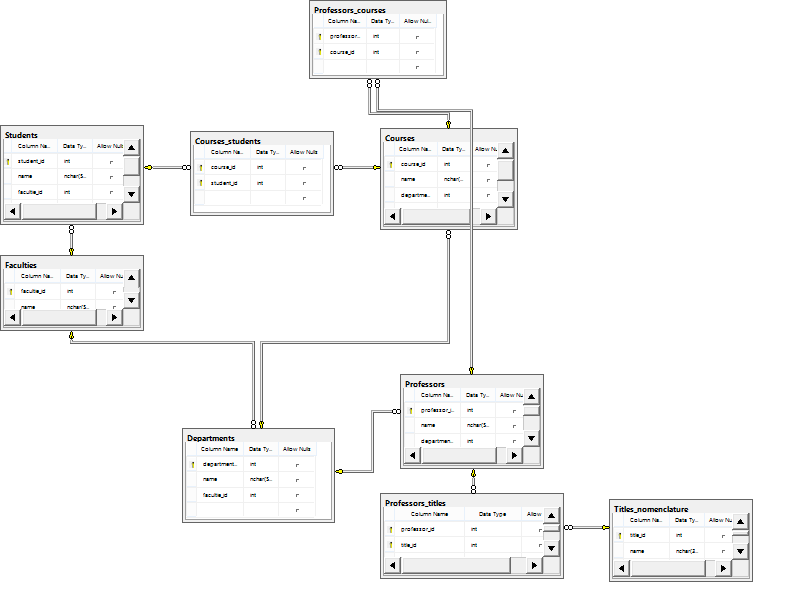 Professors_courses
Column Na.. Data Ty.. Allow Nul..
professor.. int
course_id int
Students
Column Na.. Data Ty.. Allow Nulls
student_id int
name nchar(5..
facultie_id int
Courses_students
Column Na.. Data Ty.. Allow Nulls
course_id int
student_id int
Courses
Column Na.. Data Ty.. Allow N
course_id int
name nchar(..
departme.. int
Faculties
Column Na.. Data Ty.. Allow Nu
facultie_id int
name nchar(5..
Professors
Column Na.. Data Ty.. Allow Nu
professor_i.. int
name nchar(5..
departmen.. int
Departments
Column Name Data Ty.. Allow Nulls
department.. int
name nchar(5..
facultie_id int
Professors_titles
Column Name Data Type Allow
professor_id int
title_id int
Titles_nomenclature
Column Na.. Data Ty.. Allow Nu
title_id int
name nchar(2..